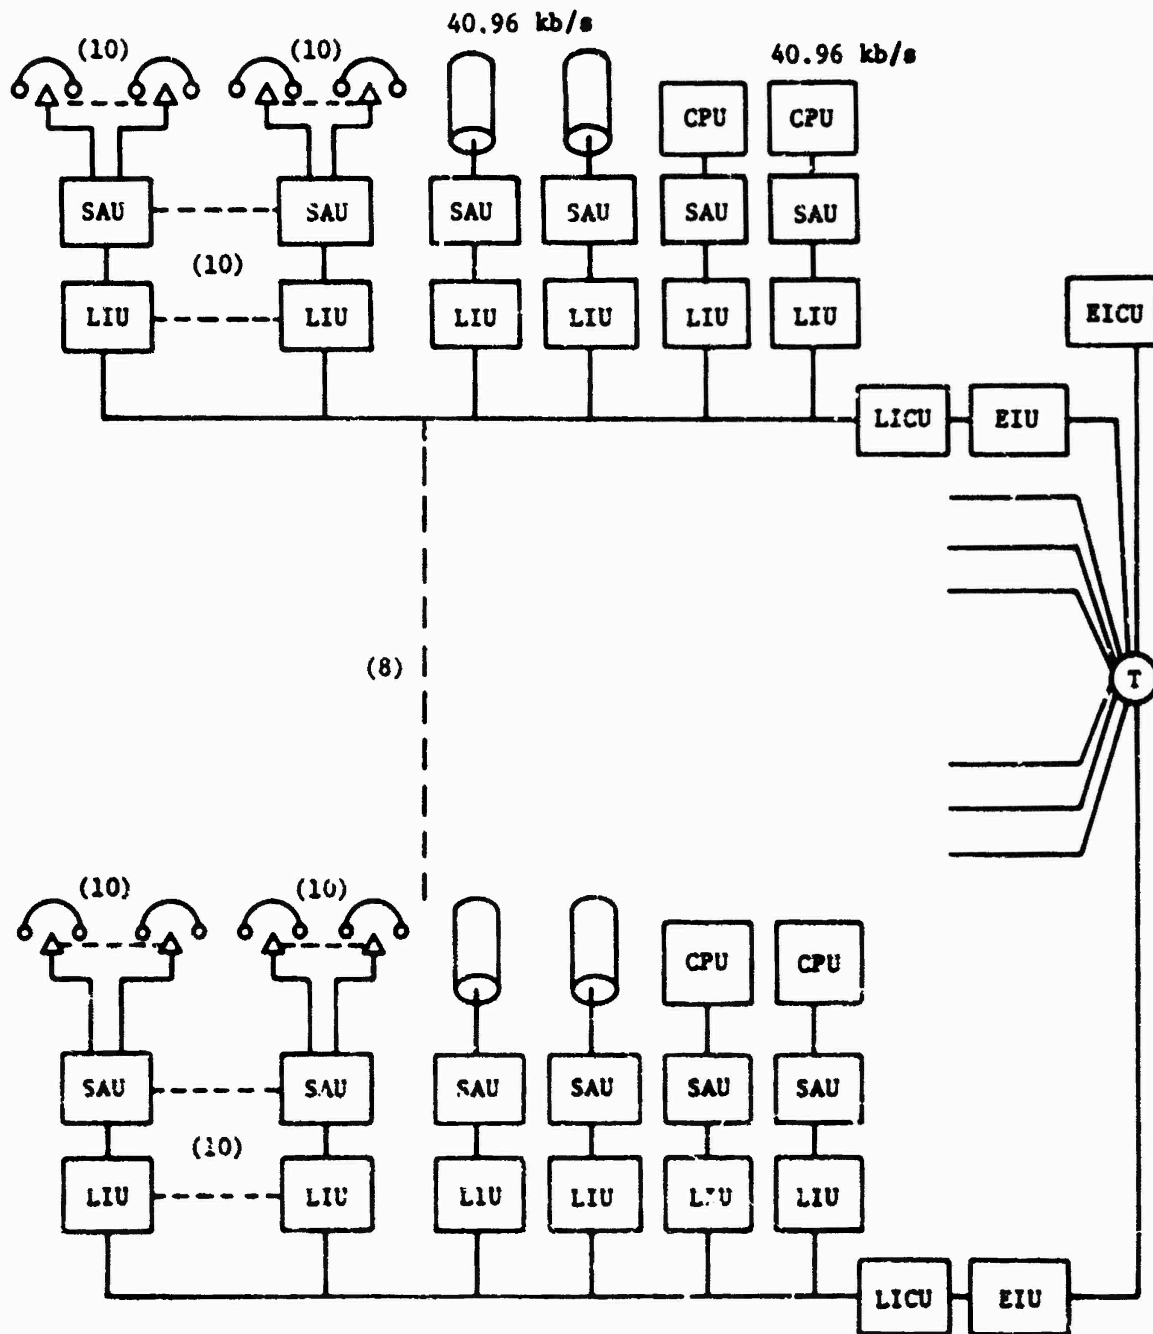 40.96 kb/s
(10) (10) 40.96 kb/s
CPU CPU
SAU SAU SAU SAU SAU SAU
(10)
LIU LIU LIU LIU LIU LIU EICU
LICU EIU
(8)
T
(10) (10)
CPU CPU
SAU SAU SAU SAU SAU SAU
(10)
LIU LIU LIU LIU LIU LIU
LICU EIU